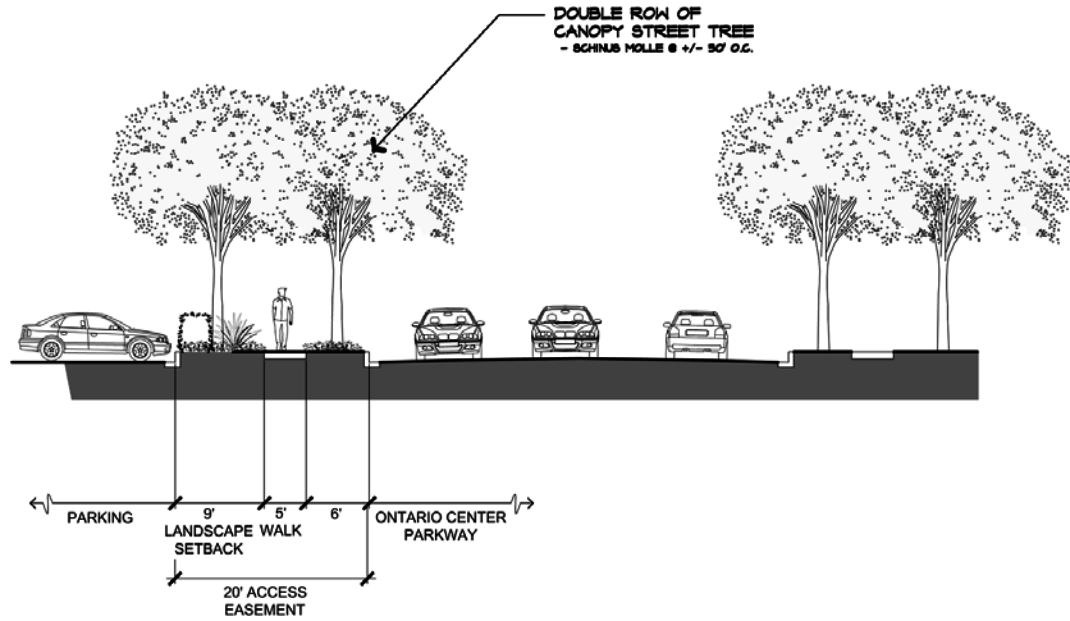 DOUBLE ROW OF
CANOPY STREET TREE
- SCHINUS MOLLE @ +/- 30' O.C.
PARKING
9'
LANDSCAPE
SETBACK
5'
WALK
6'
ONTARIO CENTER
PARKWAY
20' ACCESS
EASEMENT